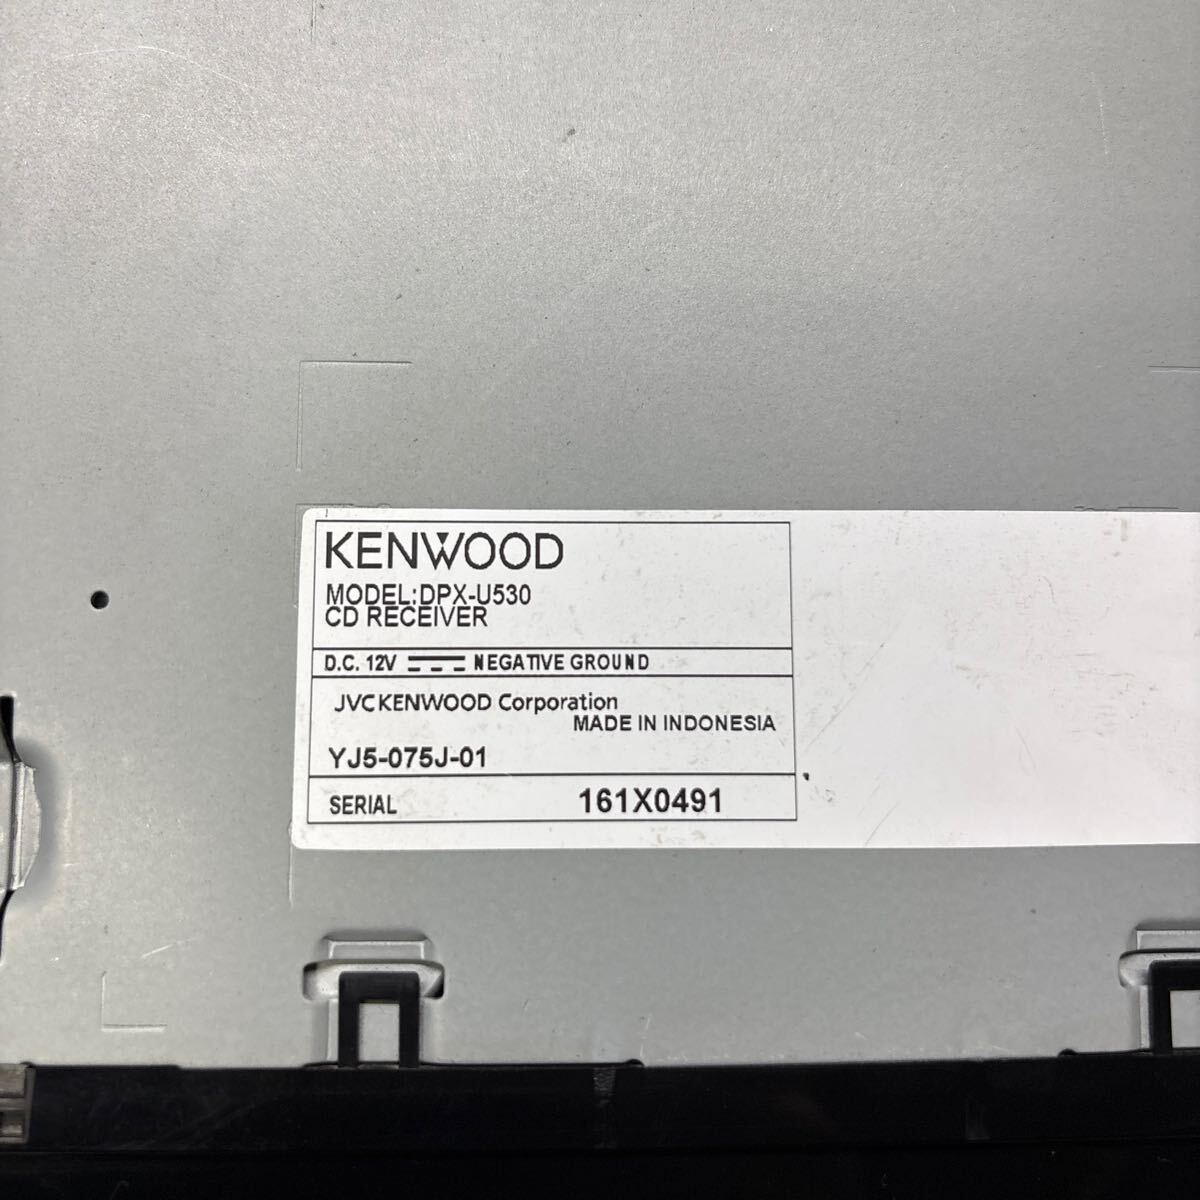 KENWOOD
MODEL:DPX-U530
CD RECEIVER
D.C. 12V NEGATIVE GROUND
JVCKENWOOD Corporation
MADE IN INDONESIA
YJ5-075J-01
SERIAL 161X0491